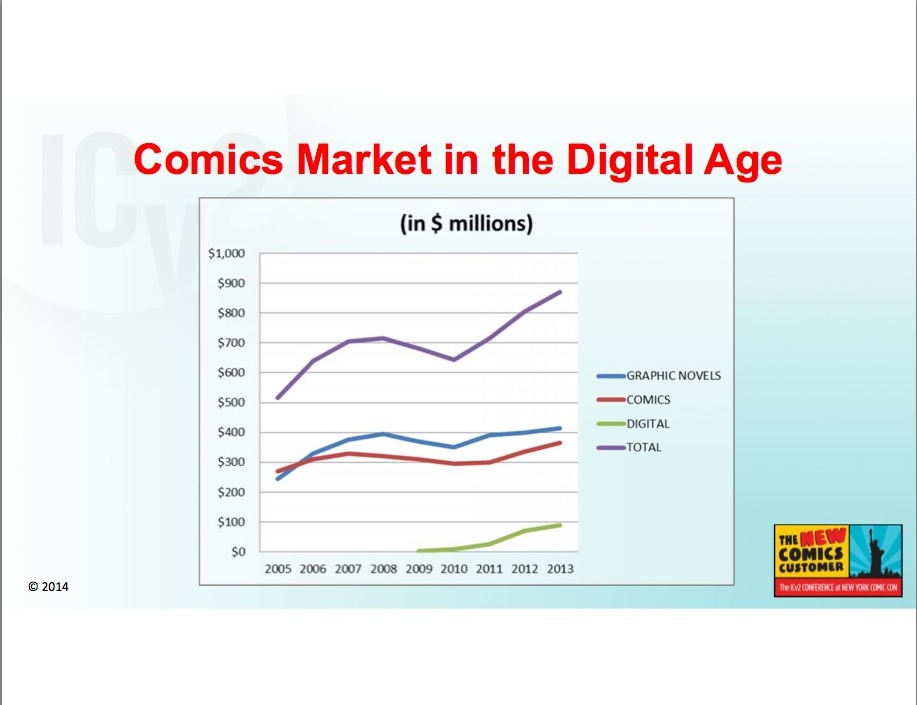 ICv2
Comics Market in the Digital Age
(in $ millions)
$1,000
$900
$800
$700
$600
$500
$400
$300
$200
$100
$0
2005 2006 2007 2008 2009 2010 2011 2012 2013
GRAPHIC NOVELS
COMICS
DIGITAL
TOTAL
THE NEW
COMICS
CUSTOMER
The ICv2 CONFERENCE at NEW YORK COMIC CON
© 2014